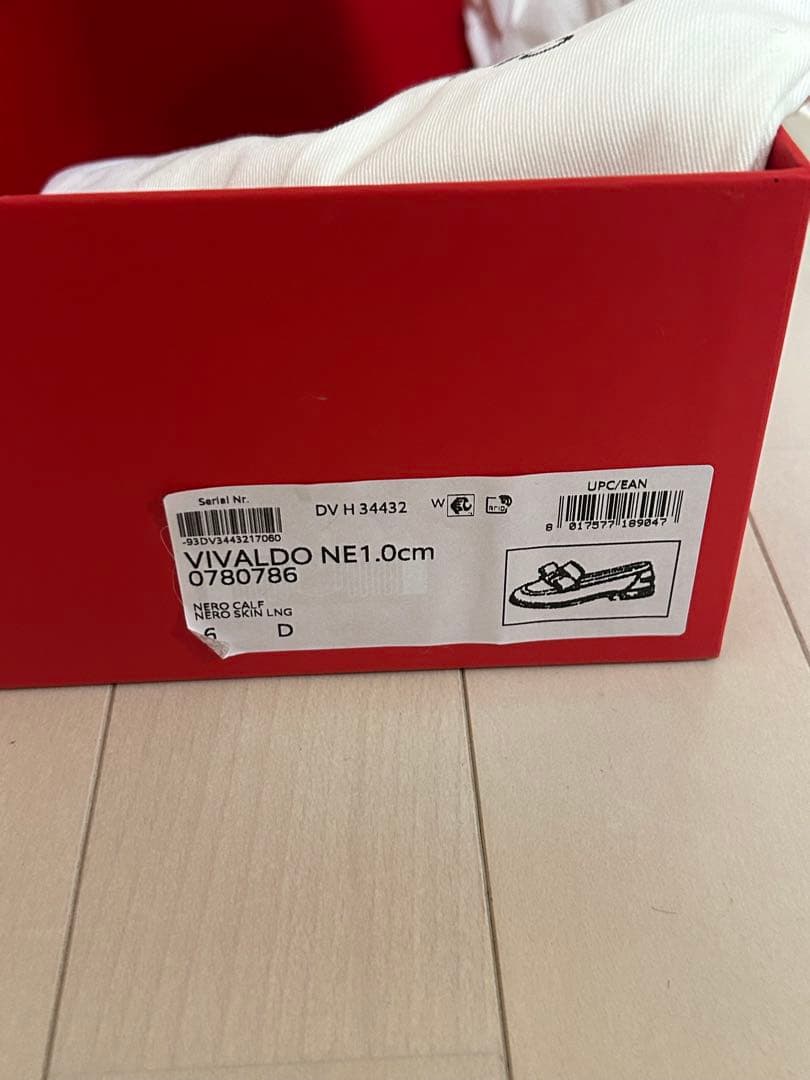 Serial Nr.
-93DV3443217060
DV H 34432
W
RFID
UPC/EAN
8 017577 189047
VIVALDO NE1.0cm
0780786
NERO CALF
NERO SKIN LNG
6 D